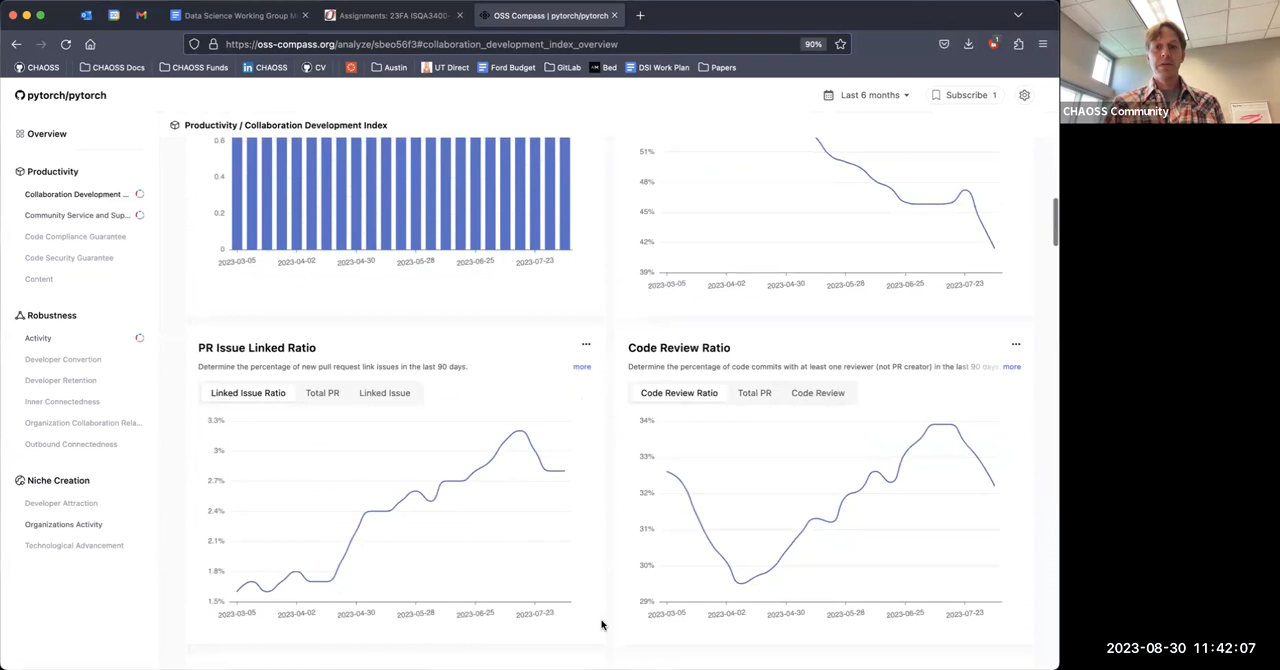 Data Science Working Group M
Assignments: 23FA ISQA3400-
OSS Compass | pytorch/pytorch
https://oss-compass.org/analyze/sbeo56f3#collaboration_development_index_overview
90%
1
CHAOSS
CHAOSS Docs
CHAOSS Funds
CHAOSS
CV
Austin
UT Direct
Ford Budget
GitLab
Bed
DSI Work Plan
Papers
CHAOSS Community
pytorch/pytorch
Last 6 months
Subscribe 1
Overview
Productivity
Collaboration Development ...
Community Service and Sup...
Code Compliance Guarantee
Code Security Guarantee
Content
Robustness
Activity
Developer Convertion
Developer Retention
Inner Connectedness
Organization Collaboration Rela...
Outbound Connectedness
Niche Creation
Developer Attraction
Organizations Activity
Technological Advancement
Productivity / Collaboration Development Index
0.6
0.4
0.2
0
2023-03-05 2023-04-02 2023-04-30 2023-05-28 2023-06-25 2023-07-23
51%
48%
45%
42%
39%
2023-03-05 2023-04-02 2023-04-30 2023-05-28 2023-06-25 2023-07-23
PR Issue Linked Ratio
Determine the percentage of new pull request link issues in the last 90 days.
more
Linked Issue Ratio Total PR Linked Issue
3.3%
3%
2.7%
2.4%
2.1%
1.8%
1.5%
2023-03-05 2023-04-02 2023-04-30 2023-05-28 2023-06-25 2023-07-23
Code Review Ratio
Determine the percentage of code commits with at least one reviewer (not PR creator) in the last 90 days
more
Code Review Ratio Total PR Code Review
34%
33%
32%
31%
30%
29%
2023-03-05 2023-04-02 2023-04-30 2023-05-28 2023-06-25 2023-07-23
2023-08-30 11:42:07